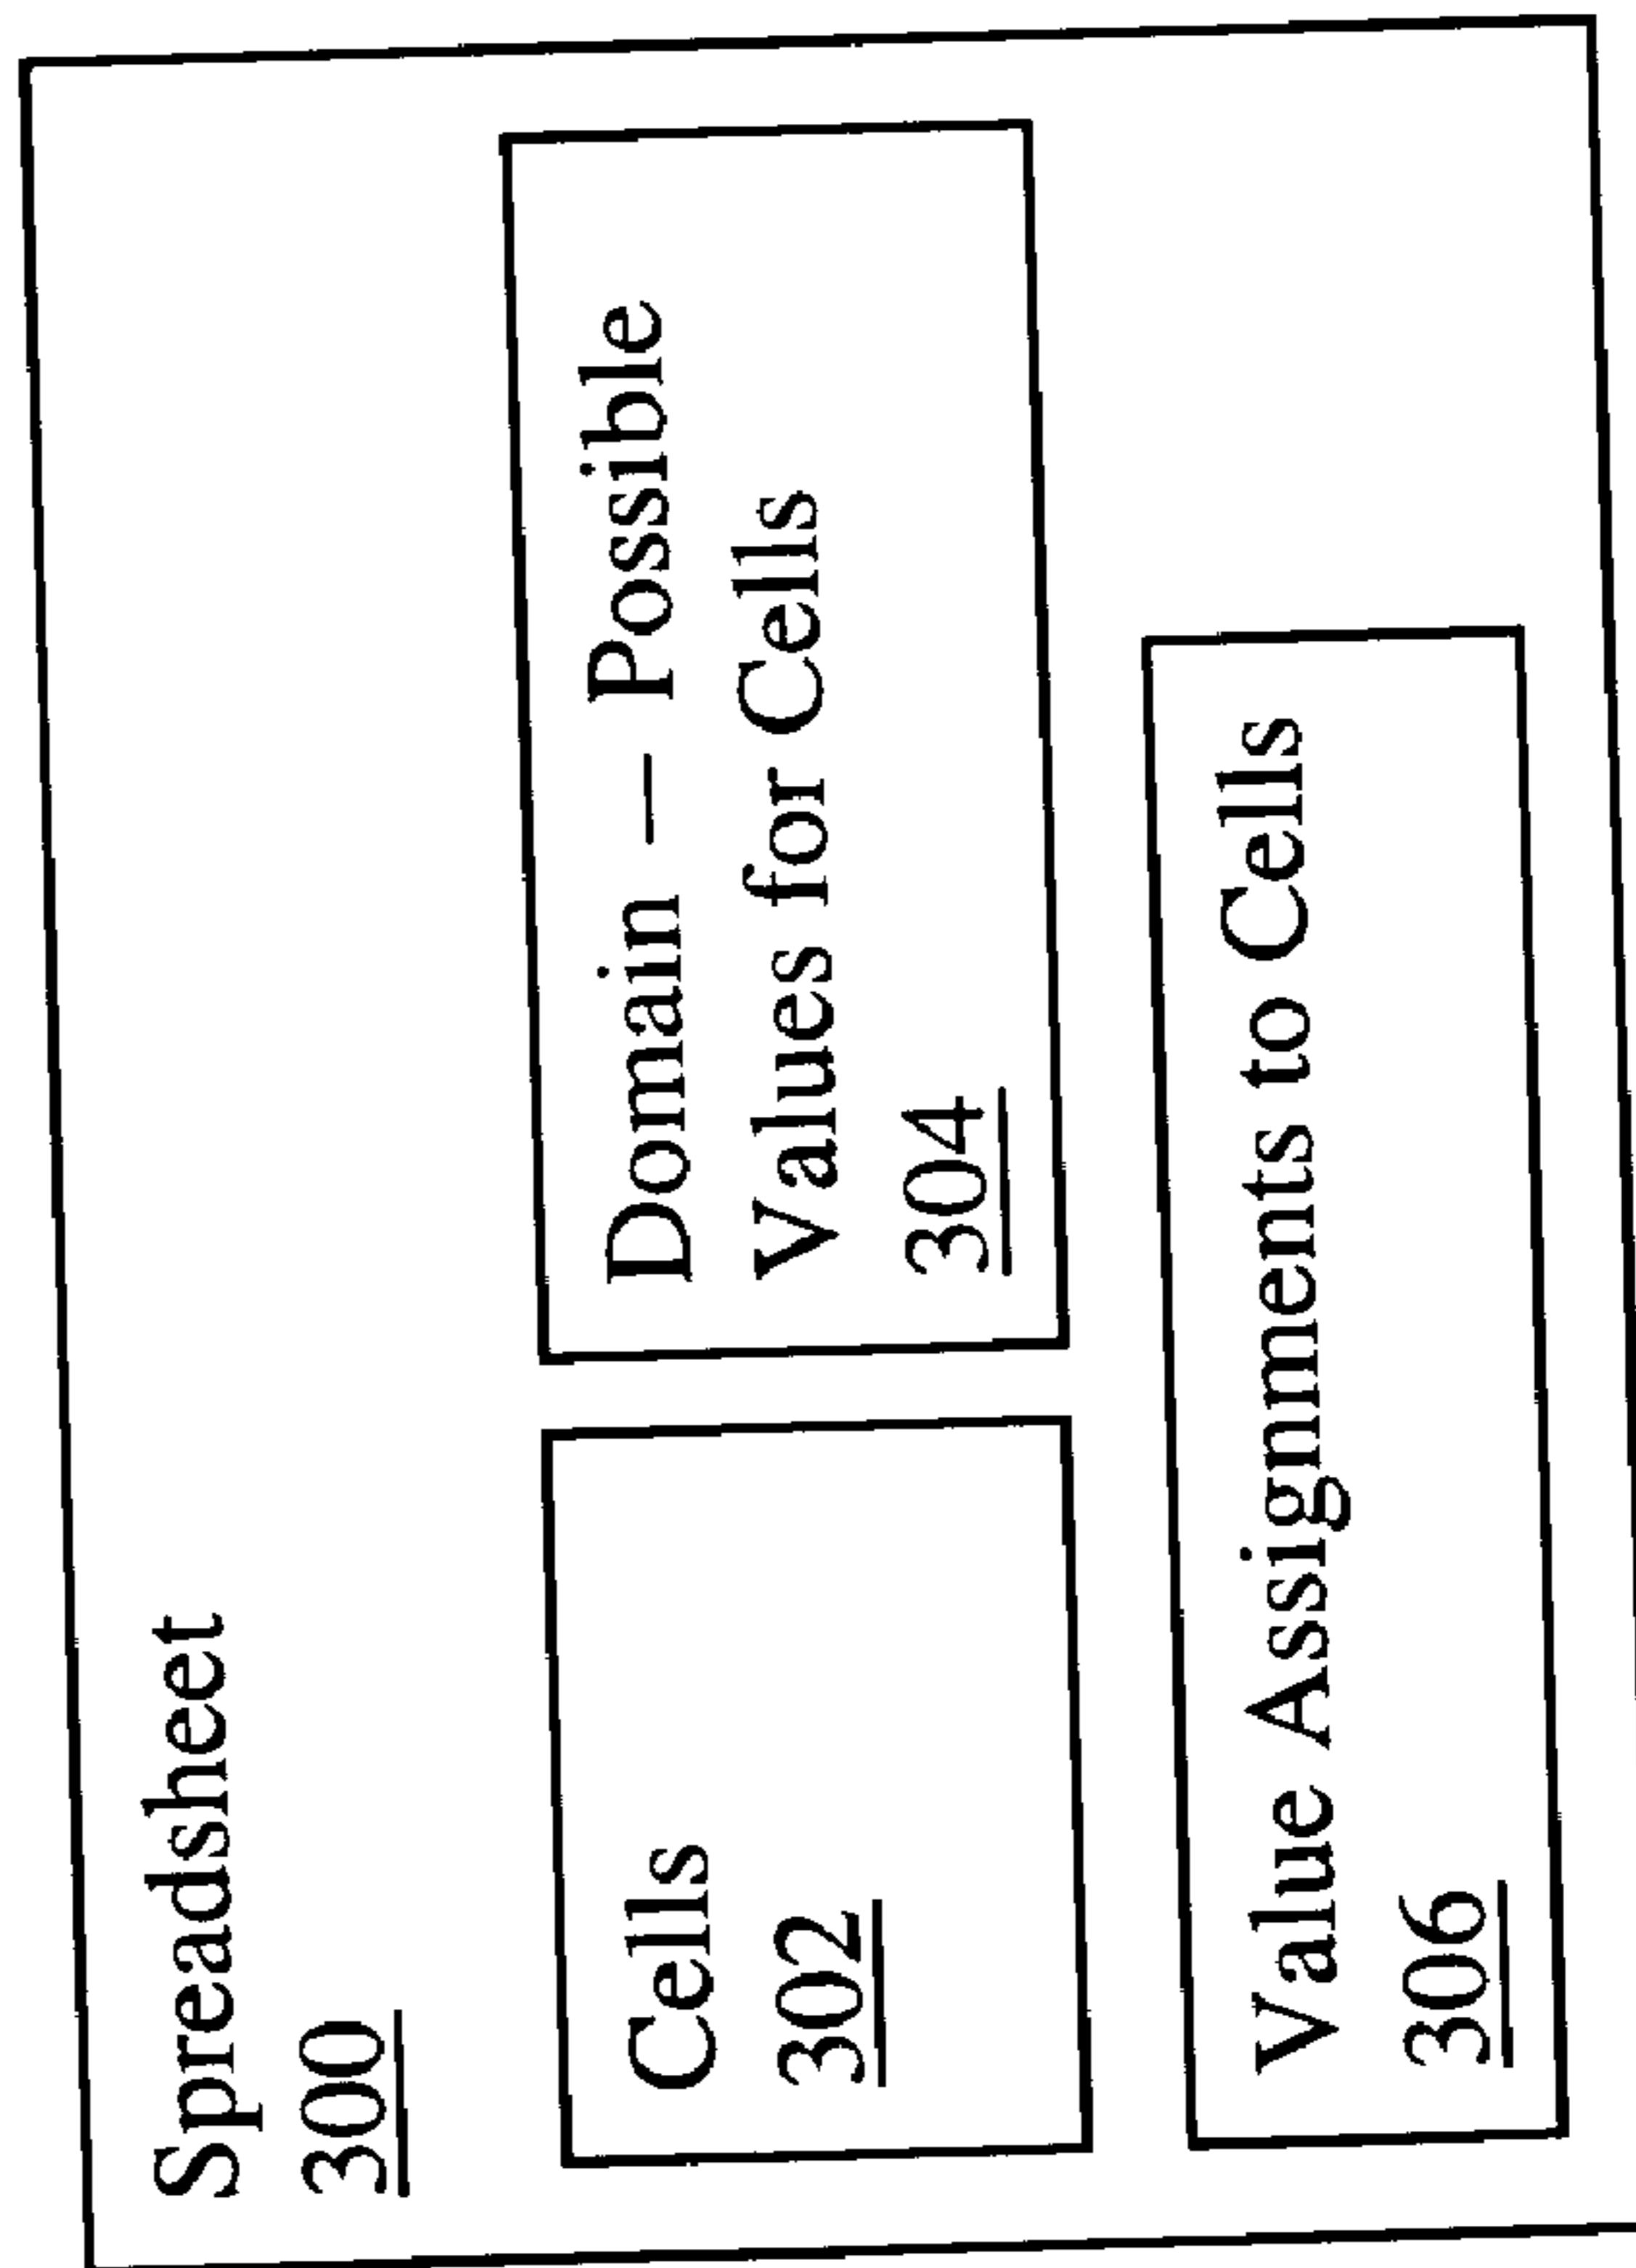 Spreadsheet
300
Cells
302
Domain — Possible
Values for Cells
304
Value Assignments to Cells
306